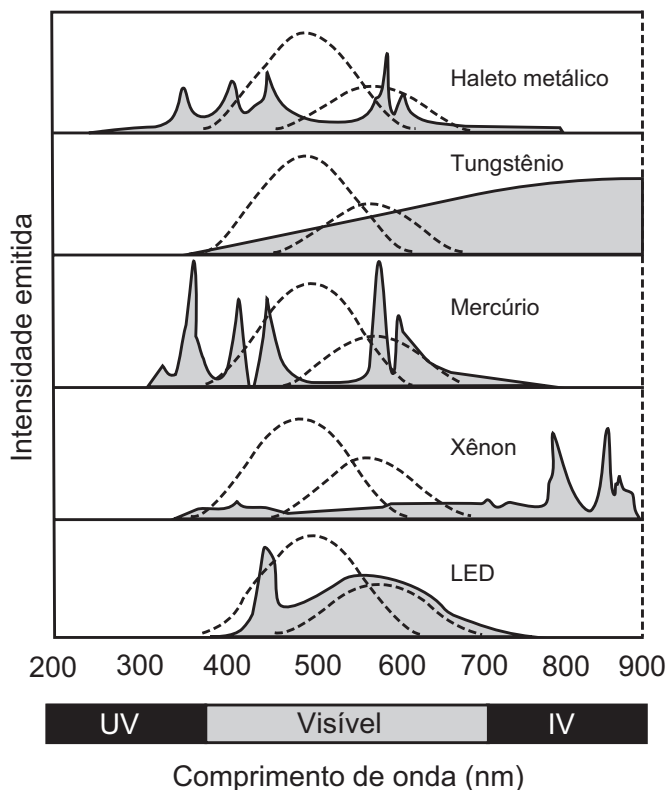 Intensidade emitida
Haleto metálico
Tungstênio
Mercúrio
Xênon
LED
200 300 400 500 600 700 800 900
UV Visível IV
Comprimento de onda (nm)